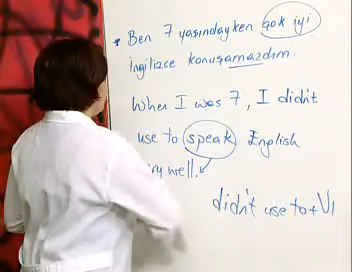 * Ben 7 yaşındayken çok iyi
ingilizce konuşamazdım.
When I was 7, I didn't
use to speak English
well.
didn't use to + V1